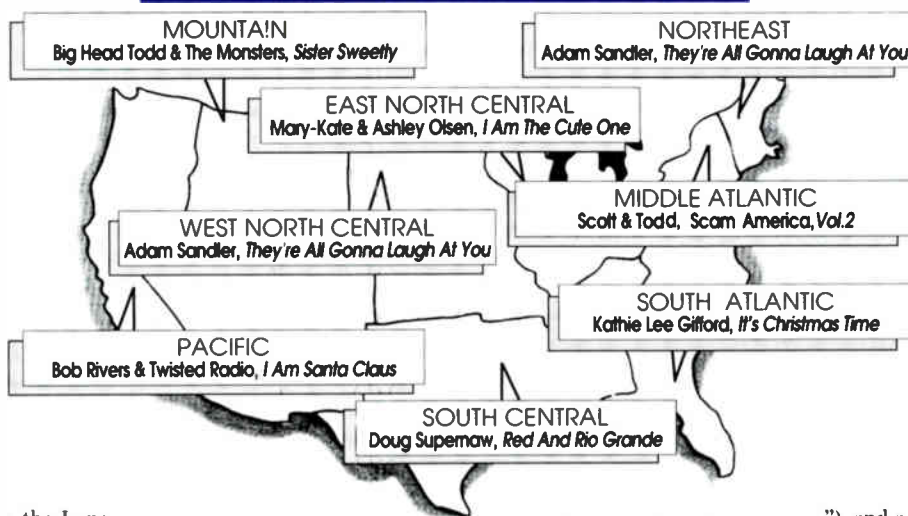 MOUNTAIN
Big Head Todd & The Monsters, Sister Sweetly
NORTHEAST
Adam Sandler, They're All Gonna Laugh At You
EAST NORTH CENTRAL
Mary-Kate & Ashley Olsen, I Am The Cute One
MIDDLE ATLANTIC
Scott & Todd, Scam America, Vol.2
WEST NORTH CENTRAL
Adam Sandler, They're All Gonna Laugh At You
SOUTH ATLANTIC
Kathie Lee Gifford, It's Christmas Time
PACIFIC
Bob Rivers & Twisted Radio, I Am Santa Claus
SOUTH CENTRAL
Doug Supernaw, Red And Rio Grande